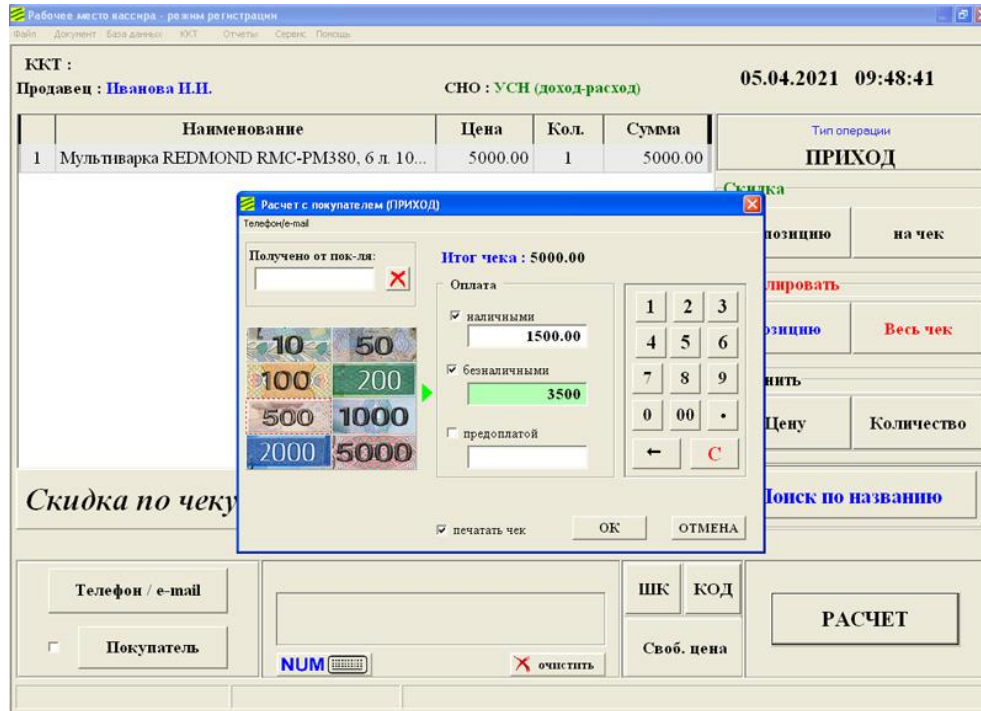 Рабочее место кассира - режим регистрации
Файл Документ База данных ККТ Отчеты Сервис Помощь
ККТ :
Продавец : Иванова И.И.
СНО : УСН (доход-расход)
05.04.2021 09:48:41
Наименование Цена Кол. Сумма
1 Мультиварка REDMOND RMC-PM380, 6 л. 10... 5000.00 1 5000.00
Тип операции
ПРИХОД
Скидка
позицию на чек
Весь чек
Цену Количество
Поиск по названию
Скидка по чеку
Расчет с покупателем (ПРИХОД)
Телефон/e-mail
Получено от пок-ля:
Итог чека : 5000.00
Оплата
наличными
1500.00
безналичными
3500
предоплатой
10 50
100 200
500 1000
2000 5000
1 2 3
4 5 6
7 8 9
0 00 .
← C
печатать чек
ОК ОТМЕНА
Телефон / e-mail
Покупатель
NUM
очистить
ШК КОД
Своб. цена
РАСЧЕТ